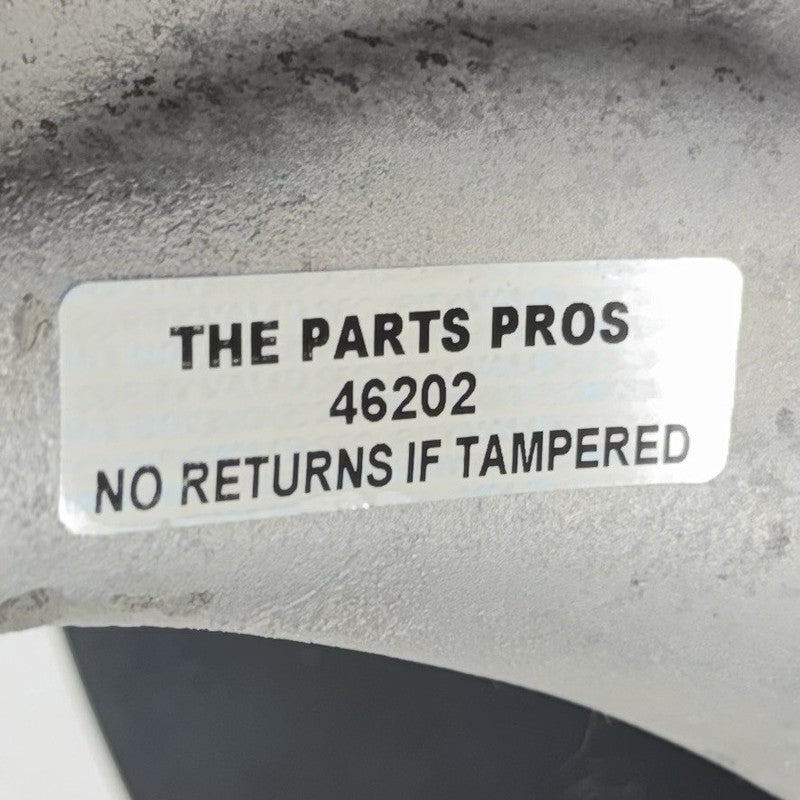 THE PARTS PROS
46202
NO RETURNS IF TAMPERED